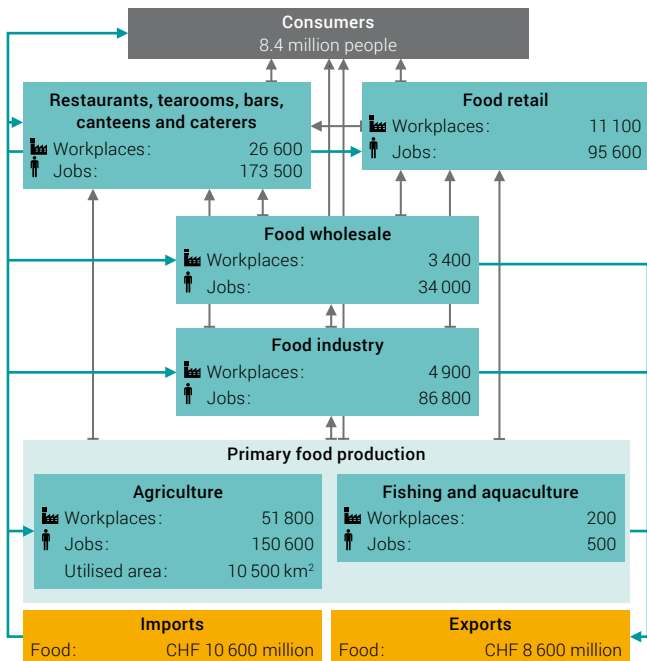 Consumers
8.4 million people
Restaurants, tearooms, bars,
canteens and caterers
Workplaces: 26 600
Jobs: 173 500
Food retail
Workplaces: 11 100
Jobs: 95 600
Food wholesale
Workplaces: 3 400
Jobs: 34 000
Food industry
Workplaces: 4 900
Jobs: 86 800
Primary food production
Agriculture
Workplaces: 51 800
Jobs: 150 600
Utilised area: 10 500 km²
Fishing and aquaculture
Workplaces: 200
Jobs: 500
Imports
Food: CHF 10 600 million
Exports
Food: CHF 8 600 million